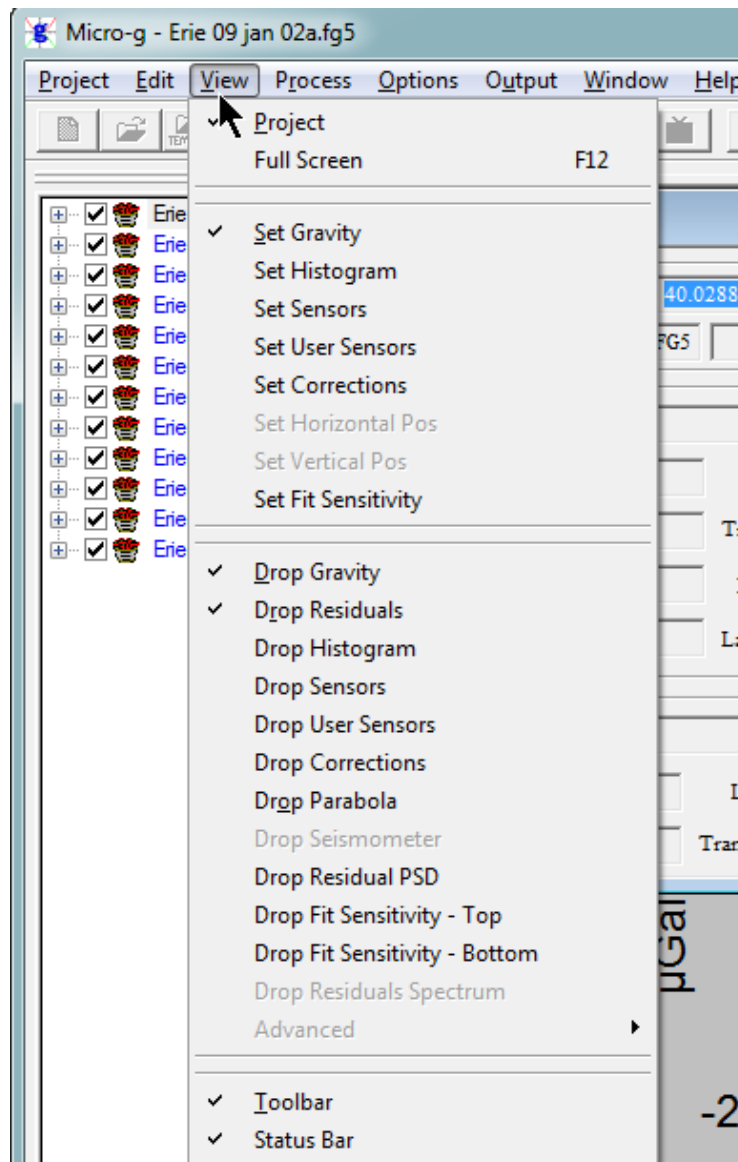 Micro-g - Erie 09 jan 02a.fg5
Project Edit View Process Options Output Window Help
Project
Full Screen F12
Set Gravity
Set Histogram
Set Sensors
Set User Sensors
Set Corrections
Set Horizontal Pos
Set Vertical Pos
Set Fit Sensitivity
Drop Gravity
Drop Residuals
Drop Histogram
Drop Sensors
Drop User Sensors
Drop Corrections
Drop Parabola
Drop Seismometer
Drop Residual PSD
Drop Fit Sensitivity - Top
Drop Fit Sensitivity - Bottom
Drop Residuals Spectrum
Advanced
Toolbar
Status Bar
Erie
Erie
Erie
Erie
Erie
Erie
Erie
Erie
Erie
Erie
Erie
Erie
40.0288
FG5
µGal
-2